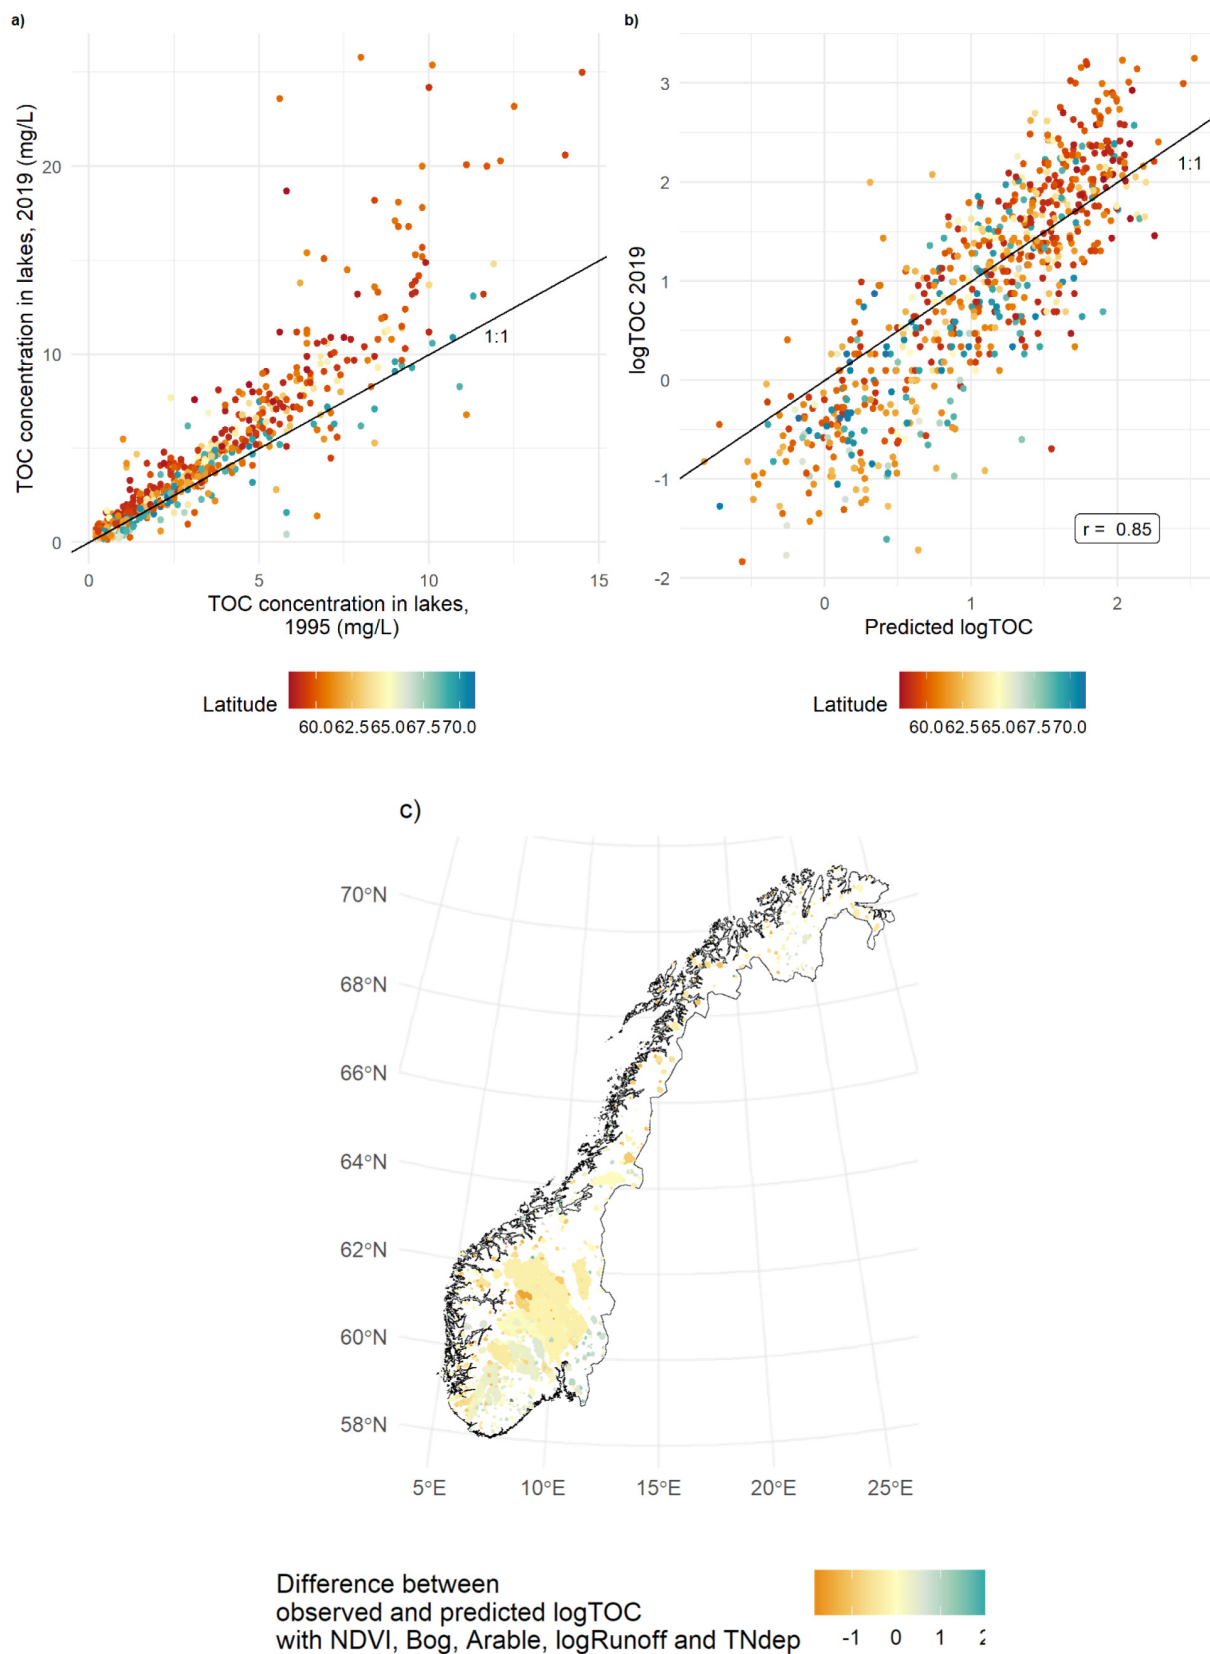 a)
TOC concentration in lakes, 2019 (mg/L)
20
10
0
1:1
0
5
10
15
TOC concentration in lakes,
1995 (mg/L)
Latitude
60.062.565.067.570.0
b)
logTOC 2019
3
2
1
0
-1
-2
1:1
r = 0.85
0
1
2
Predicted logTOC
Latitude
60.062.565.067.570.0
c)
70°N
68°N
66°N
64°N
62°N
60°N
58°N
5°E
10°E
15°E
20°E
25°E
Difference between
observed and predicted logTOC
with NDVI, Bog, Arable, logRunoff and TNdep
-1 0 1 2